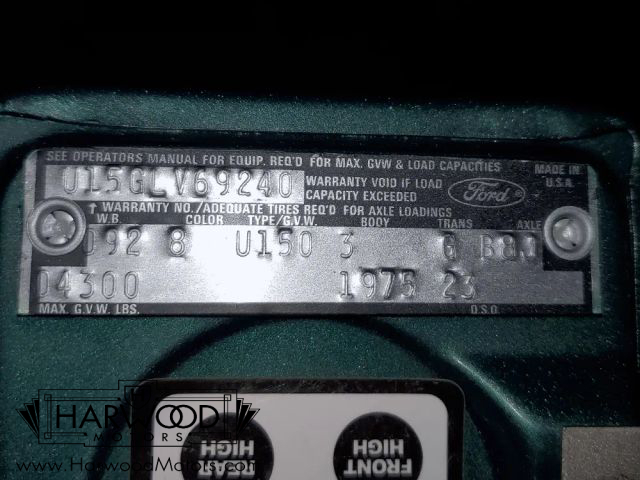 SEE OPERATORS MANUAL FOR EQUIP. REQ'D FOR MAX. GVW & LOAD CAPACITIES
U15GLV69240
WARRANTY VOID IF LOAD
CAPACITY EXCEEDED
Ford
MADE IN
U.S.A.
† WARRANTY NO./ADEQUATE TIRES REQ'D FOR AXLE LOADINGS
W.B. COLOR TYPE/G.V.W. BODY TRANS AXLE
092 8 U150 3 G B8J
04300 1975 23
MAX. G.V.W. LBS. D.S.O.
REAR HIGH
FRONT HIGH
HARWOOD
MOTORS
www.HarwoodMotors.com